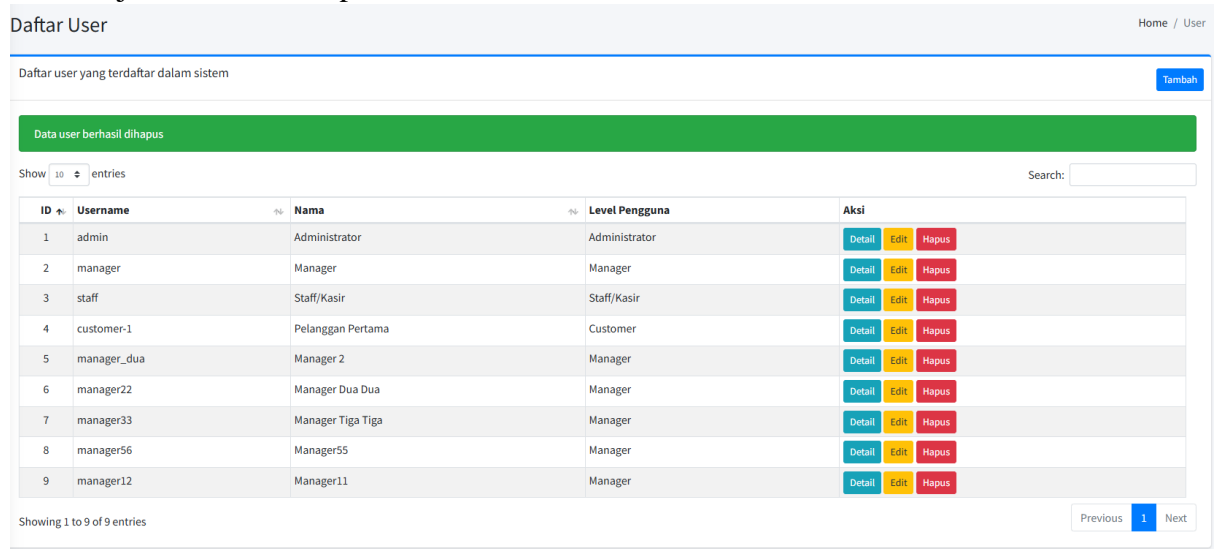 Daftar User
Home / User
Daftar user yang terdaftar dalam sistem
Tambah
Data user berhasil dihapus
Show 10 entries
Search:
ID Username Nama Level Pengguna Aksi
1 admin Administrator Administrator Detail Edit Hapus
2 manager Manager Manager Detail Edit Hapus
3 staff Staff/Kasir Staff/Kasir Detail Edit Hapus
4 customer-1 Pelanggan Pertama Customer Detail Edit Hapus
5 manager_dua Manager 2 Manager Detail Edit Hapus
6 manager22 Manager Dua Dua Manager Detail Edit Hapus
7 manager33 Manager Tiga Tiga Manager Detail Edit Hapus
8 manager56 Manager55 Manager Detail Edit Hapus
9 manager12 Manager11 Manager Detail Edit Hapus
Showing 1 to 9 of 9 entries
Previous 1 Next